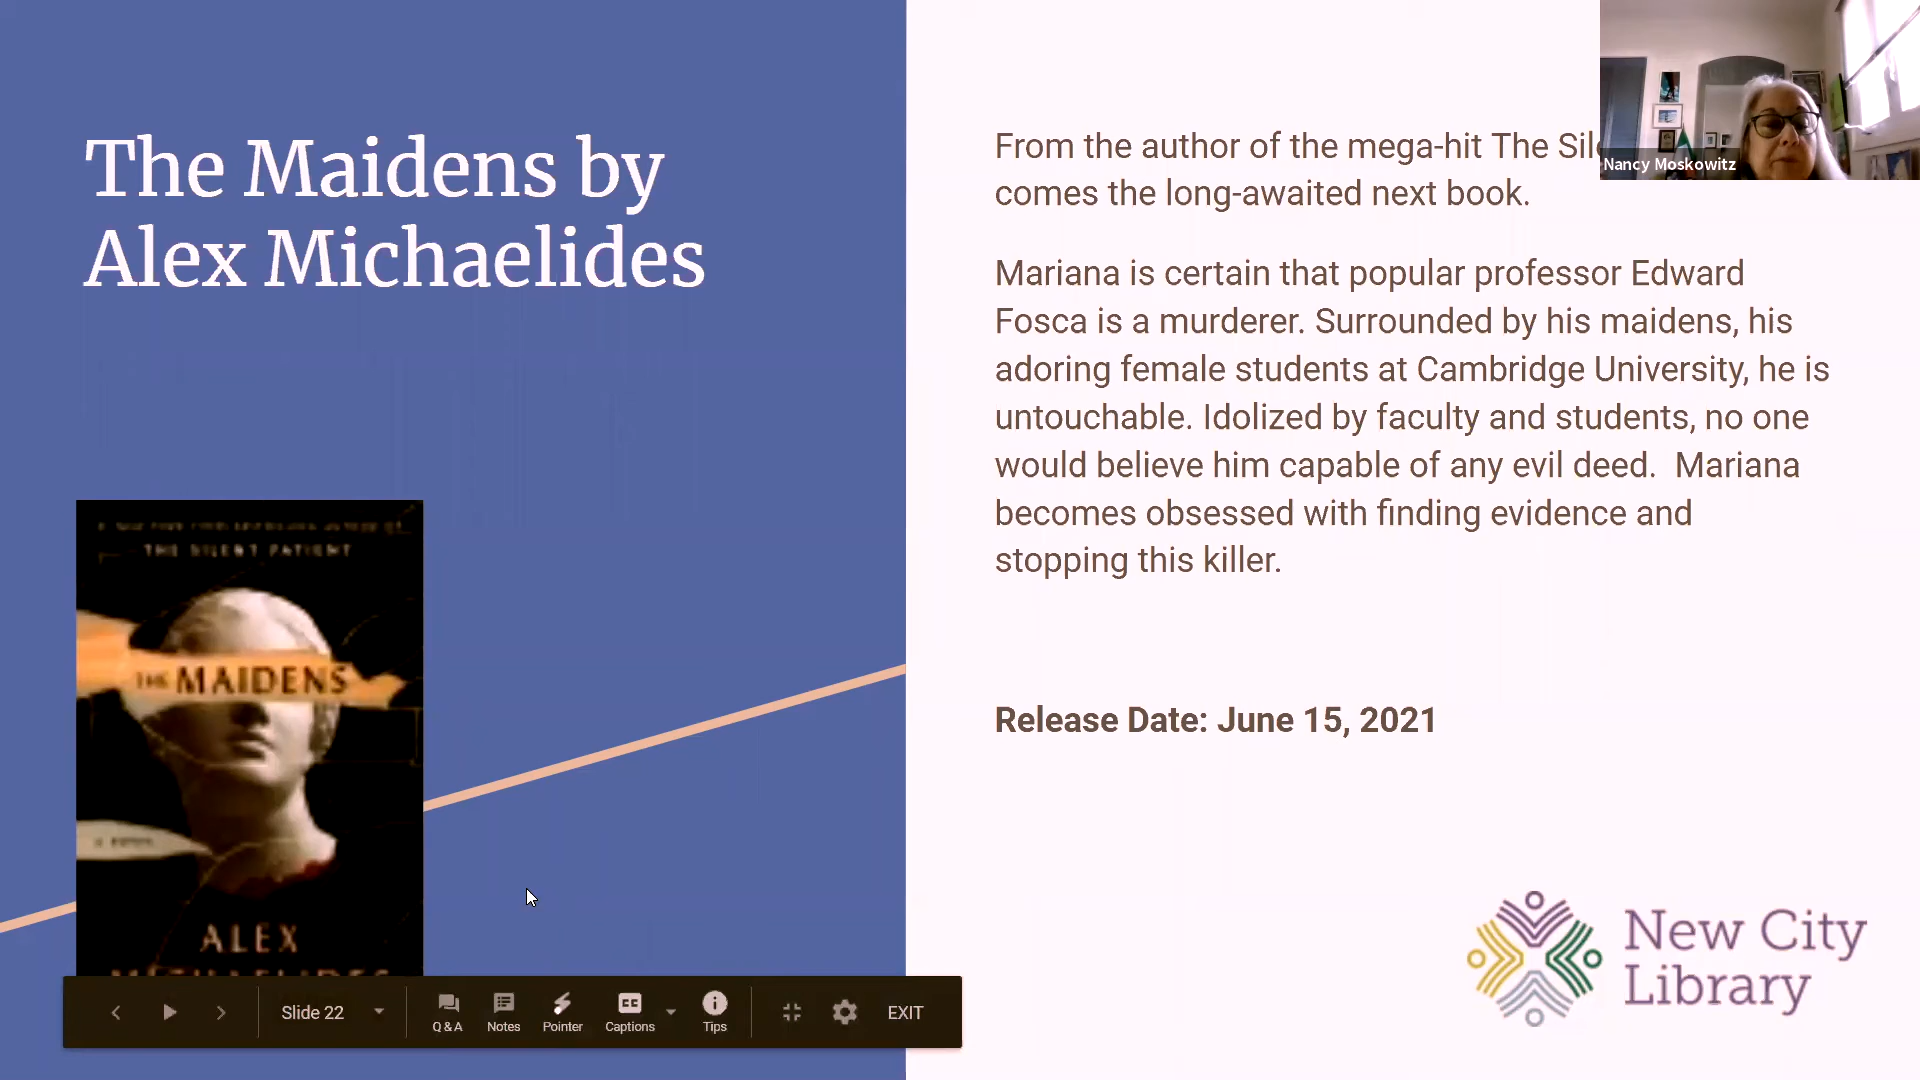 The Maidens by
Alex Michaelides
From the author of the mega-hit The Sil
comes the long-awaited next book.
Mariana is certain that popular professor Edward
Fosca is a murderer. Surrounded by his maidens, his
adoring female students at Cambridge University, he is
untouchable. Idolized by faculty and students, no one
would believe him capable of any evil deed.  Mariana
becomes obsessed with finding evidence and
stopping this killer.
Release Date: June 15, 2021
Nancy Moskowitz
THE SILENT PATIENT
THE MAIDENS
ALEX
MICHAELIDES
New City
Library
Slide 22
Q & A
Notes
Pointer
CC
Captions
Tips
EXIT